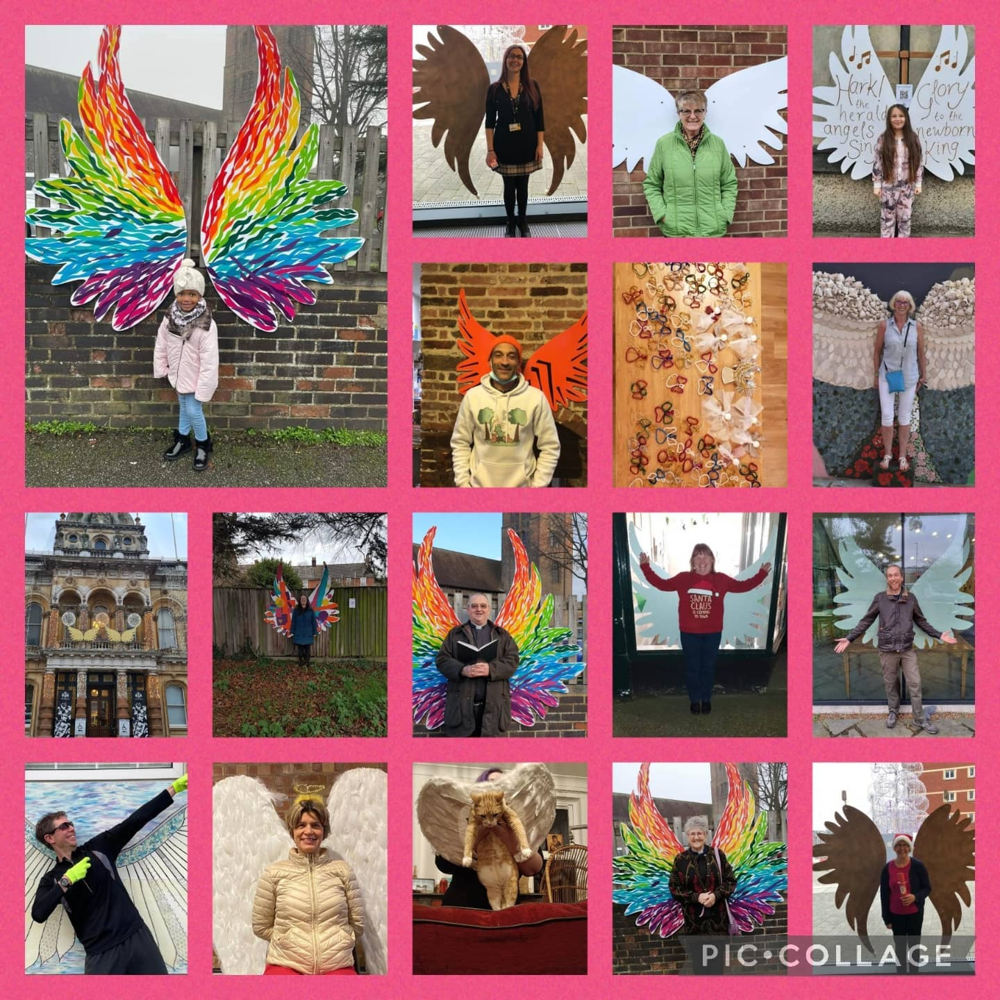 Hark!
the
herald
angels
Sing
Glory
to the
newborn
King
SANTA
CLAUS
IS COMING
TO TOWN
PIC•COLLAGE